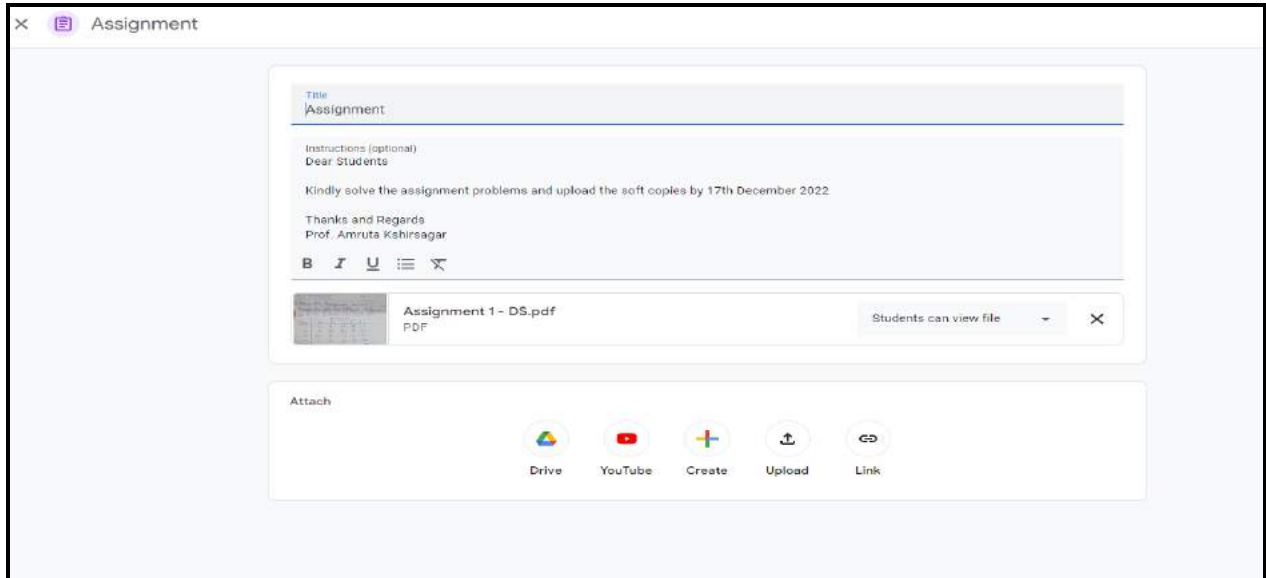 Assignment
Title
Assignment
Instructions (optional)
Dear Students
Kindly solve the assignment problems and upload the soft copies by 17th December 2022
Thanks and Regards
Prof. Amruta Kshirsagar
B I U
Assignment 1 - DS.pdf
PDF
Students can view file
Attach
Drive YouTube Create Upload Link